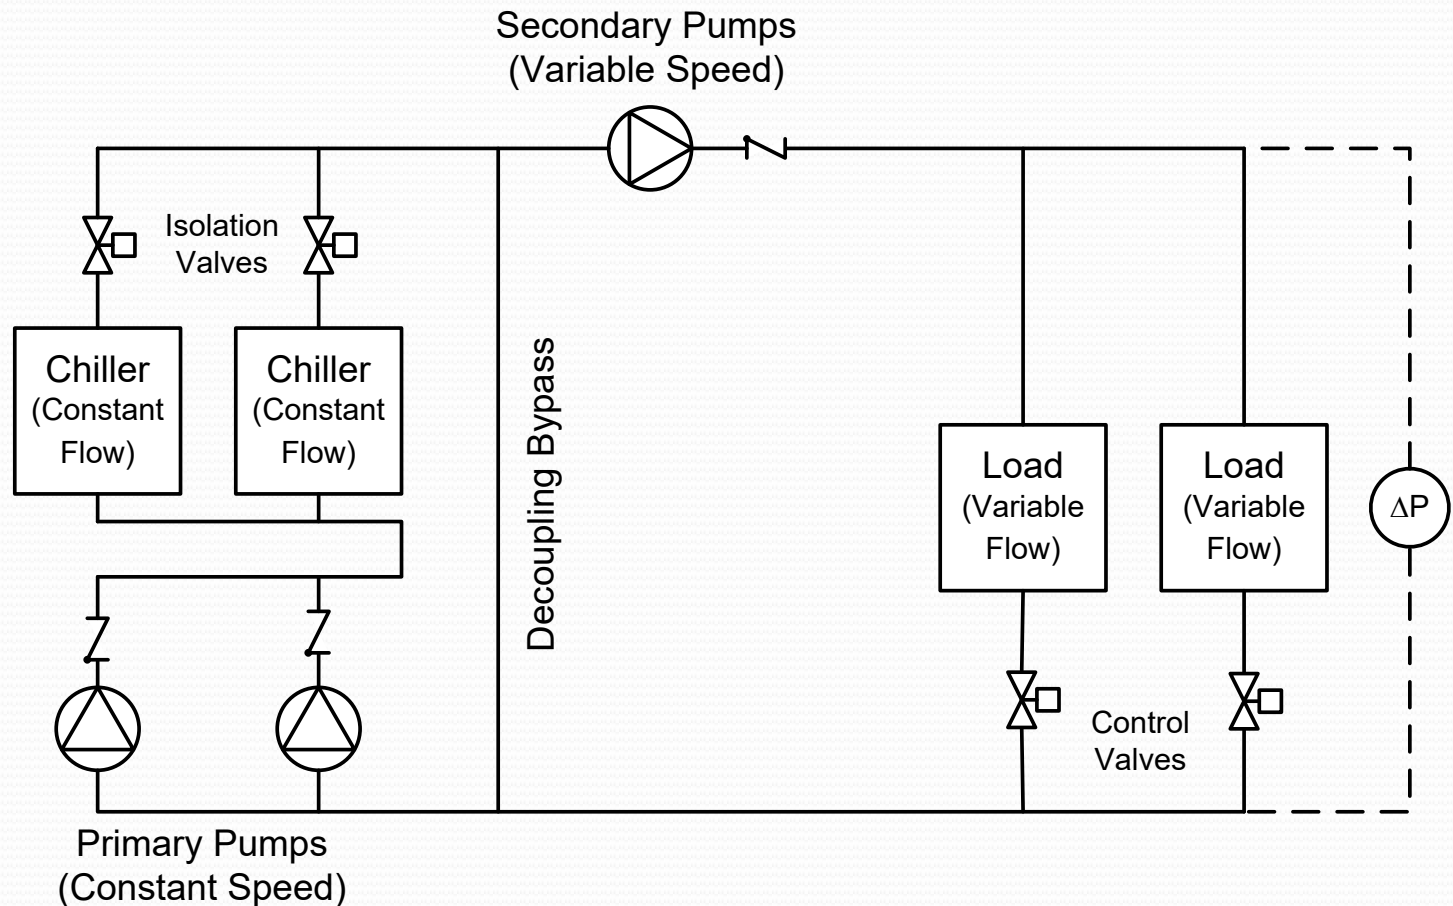 Secondary Pumps
(Variable Speed)
Isolation
Valves
Chiller
(Constant
Flow)
Chiller
(Constant
Flow)
Decoupling Bypass
Load
(Variable
Flow)
Load
(Variable
Flow)
ΔP
Control
Valves
Primary Pumps
(Constant Speed)